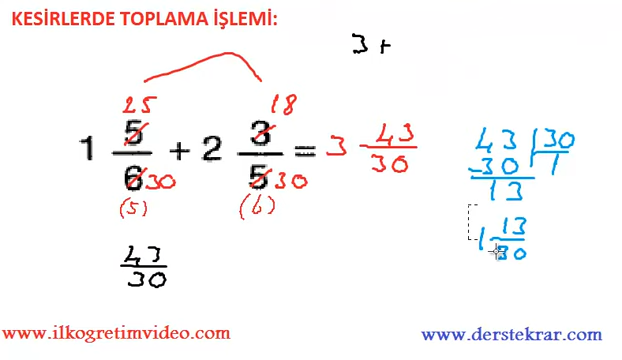 KESİRLERDE TOPLAMA İŞLEMİ:
3 +
25 18
1 5/6 + 2 3/5 = 3 43/30
30 30
(5) (6)
43/30
43 | 30
-30 | 1
13
1 13/30
www.ilkogretimvideo.com
www.derstekrar.com